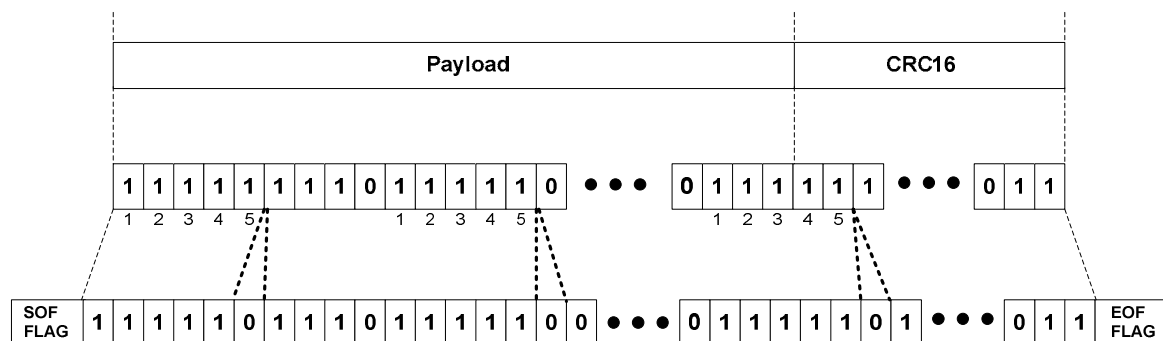 Payload CRC16
1 1 1 1 1 1 1 1 0 1 1 1 1 1 0 ••• 0 1 1 1 1 1 1 ••• 0 1 1
1 2 3 4 5 1 2 3 4 5 1 2 3 4 5
SOF FLAG 1 1 1 1 1 0 1 1 1 0 1 1 1 1 1 0 0 ••• 0 1 1 1 1 1 0 1 ••• 0 1 1 EOF FLAG